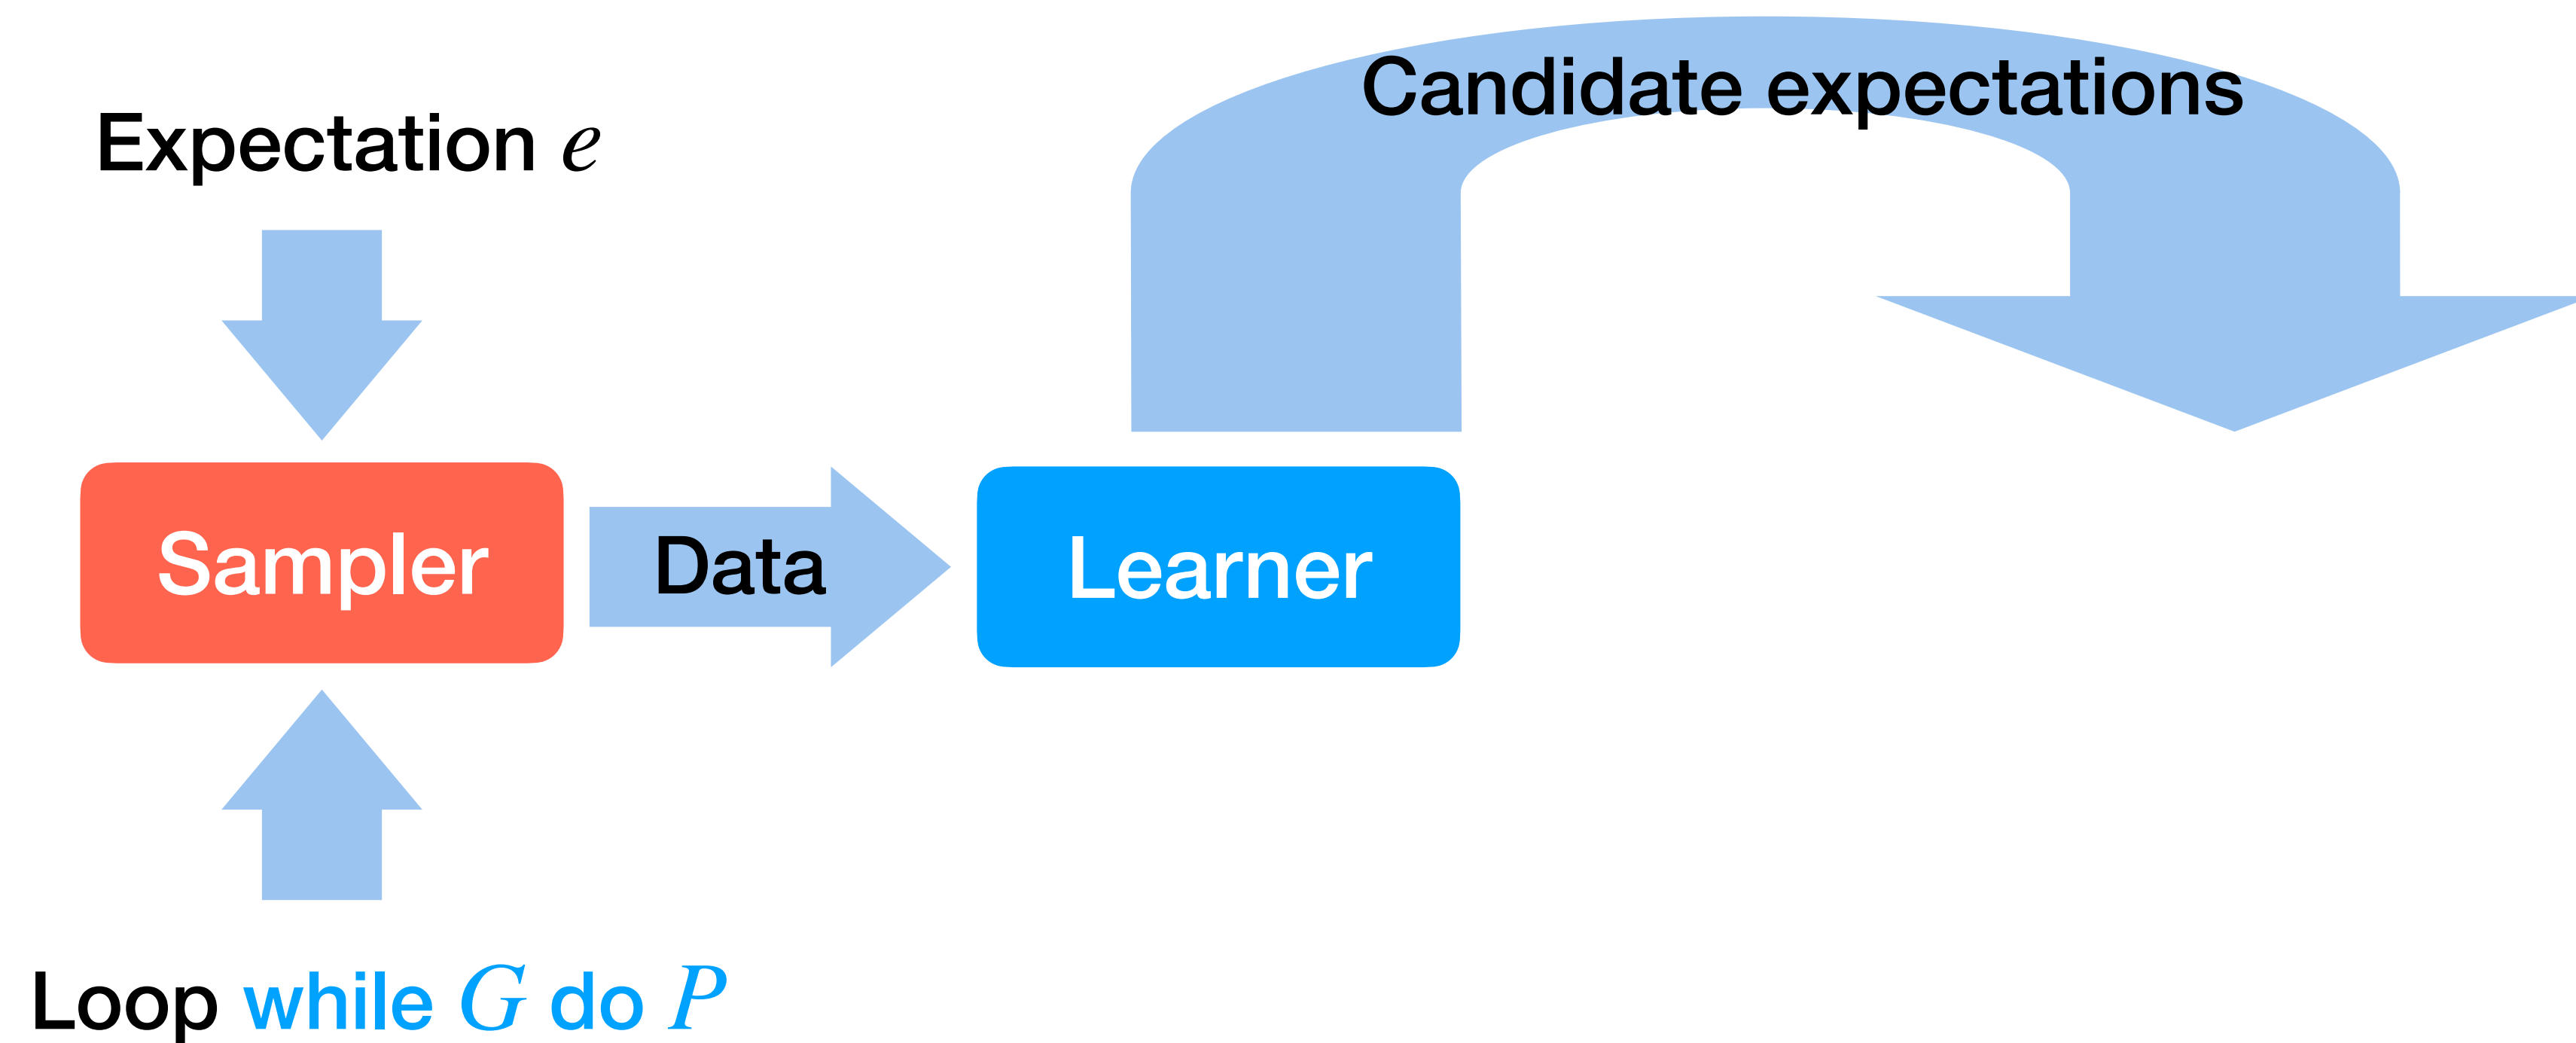 Candidate expectations
Expectation e
Sampler
Data
Learner
Loop while G do P